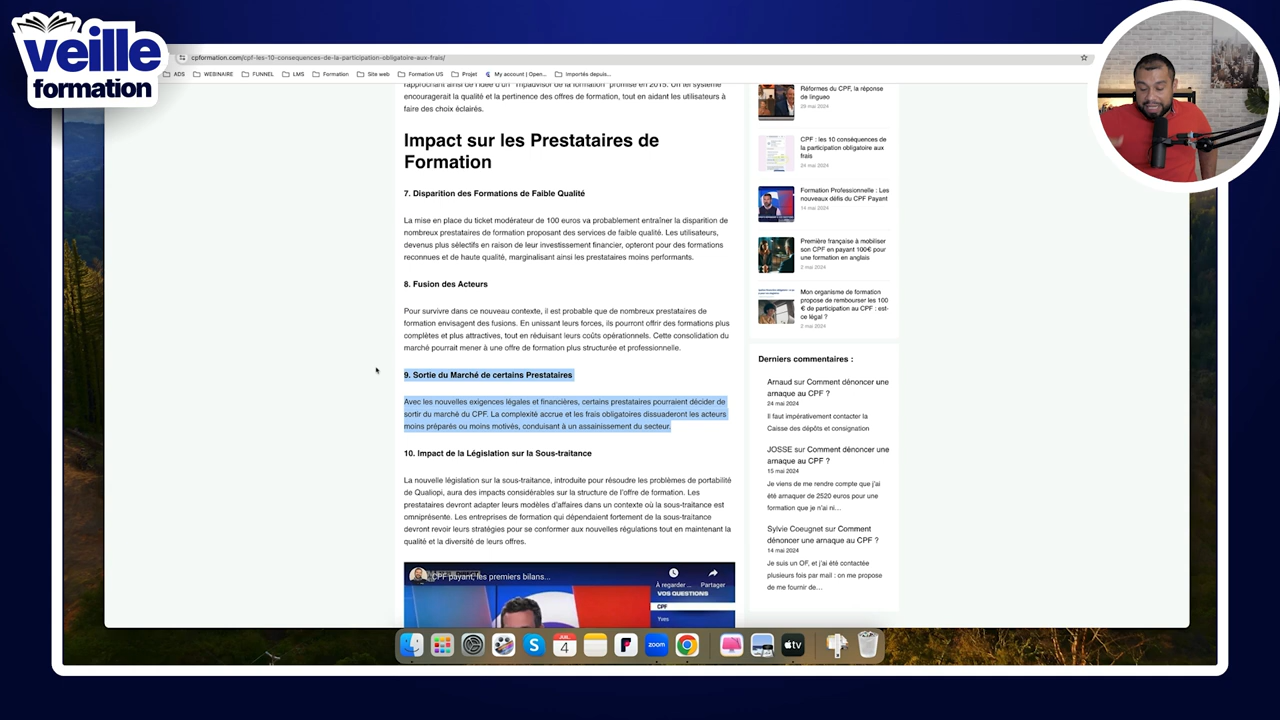 veille
formation
cpformation.com/cpf-les-10-consequences-de-la-participation-obligatoire-aux-frais/
ADS
WEBINAIRE
FUNNEL
LMS
Formation
Site web
Formation US
Projet
My account | Open...
Importés depuis...
encouragerait la qualité et la pertinence des offres de formation, tout en aidant les utilisateurs à
faire des choix éclairés.
Impact sur les Prestataires de
Formation
7. Disparition des Formations de Faible Qualité
La mise en place du ticket modérateur de 100 euros va probablement entraîner la disparition de
nombreux prestataires de formation proposant des services de faible qualité. Les utilisateurs,
devenus plus sélectifs en raison de leur investissement financier, opteront pour des formations
reconnues et de haute qualité, marginalisant ainsi les prestataires moins performants.
8. Fusion des Acteurs
Pour survivre dans ce nouveau contexte, il est probable que de nombreux prestataires de
formation envisagent des fusions. En unissant leurs forces, ils pourront offrir des formations plus
complètes et plus attractives, tout en réduisant leurs coûts opérationnels. Cette consolidation du
marché pourrait mener à une offre de formation plus structurée et professionnelle.
9. Sortie du Marché de certains Prestataires
Avec les nouvelles exigences légales et financières, certains prestataires pourraient décider de
sortir du marché du CPF. La complexité accrue et les frais obligatoires dissuaderont les acteurs
moins préparés ou moins motivés, conduisant à un assainissement du secteur.
10. Impact de la Législation sur la Sous-traitance
La nouvelle législation sur la sous-traitance, introduite pour résoudre les problèmes de portabilité
de Qualiopi, aura des impacts considérables sur la structure de l'offre de formation. Les
prestataires devront adapter leurs modèles d'affaires dans un contexte où la sous-traitance est
omniprésente. Les entreprises de formation qui dépendaient fortement de la sous-traitance
devront revoir leurs stratégies pour se conformer aux nouvelles régulations tout en maintenant la
qualité et la diversité de leurs offres.
CPF payant, les premiers bilans...
À regarder ...
Partager
VOS QUESTIONS
CPF
Yves
Réformes du CPF, la réponse
de lingueo
28 mai 2024
CPF : les 10 conséquences de
la participation obligatoire aux
frais
24 mai 2024
Formation Professionnelle : Les
nouveaux défis du CPF Payant
14 mai 2024
Première française à mobiliser
son CPF en payant 100€ pour
une formation en anglais
2 mai 2024
Mon organisme de formation
propose de rembourser les 100
€ de participation au CPF : est-
ce légal ?
2 mai 2024
Derniers commentaires :
Arnaud sur Comment dénoncer une
arnaque au CPF ?
24 mai 2024
Il faut impérativement contacter la
Caisse des dépôts et consignation
JOSSE sur Comment dénoncer une
arnaque au CPF ?
15 mai 2024
Je viens de me rendre compte que j'ai
été arnaquer de 2520 euros pour une
formation que je n'ai ni...
Sylvie Coeugnet sur Comment
dénoncer une arnaque au CPF ?
14 mai 2024
Je suis un OF, et j'ai été contactée
plusieurs fois par mail : on me propose
de me fournir de...
JUIL.
4
zoom
tv